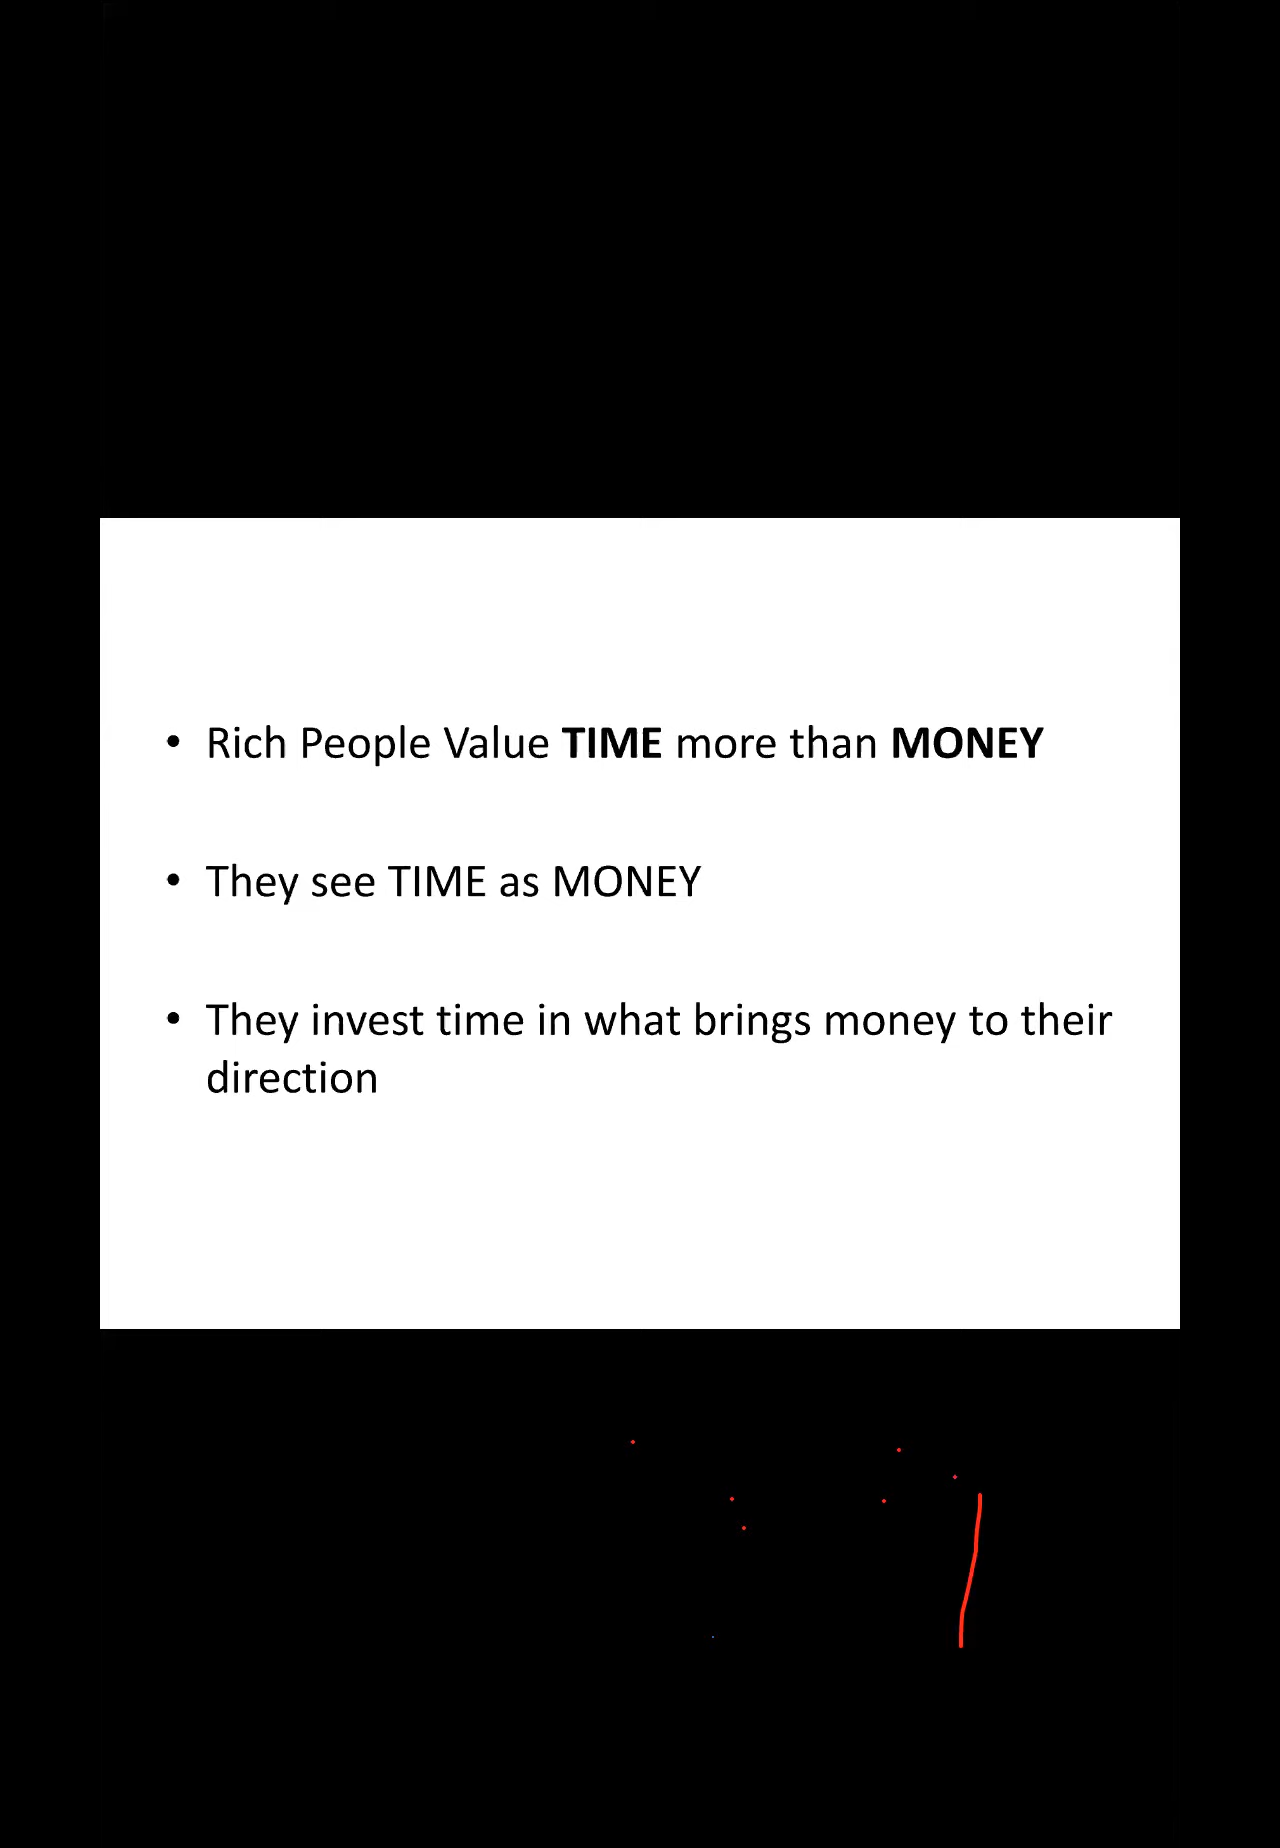 • Rich People Value TIME more than MONEY
• They see TIME as MONEY
• They invest time in what brings money to their
direction